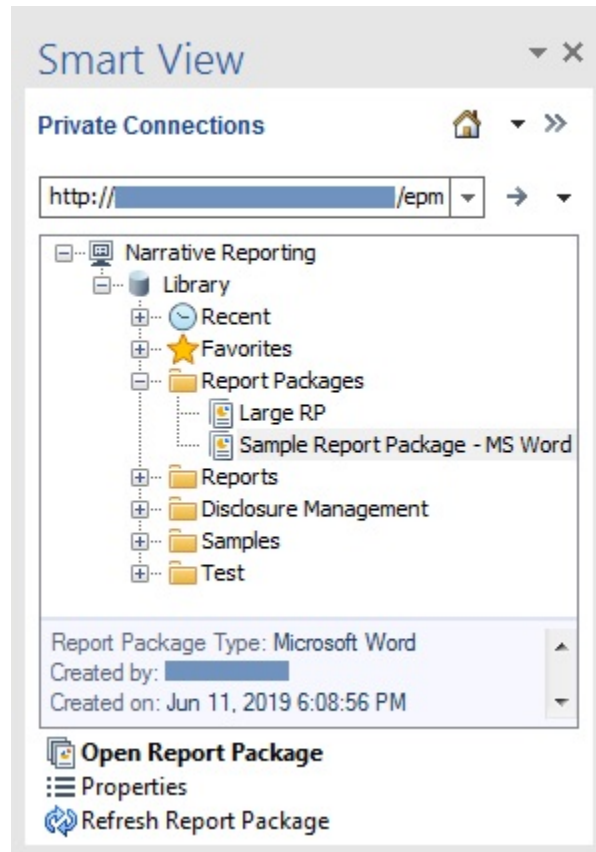 Smart View
Private Connections
http:// /epm
Narrative Reporting
Library
Recent
Favorites
Report Packages
Large RP
Sample Report Package - MS Word
Reports
Disclosure Management
Samples
Test
Report Package Type: Microsoft Word
Created by:
Created on: Jun 11, 2019 6:08:56 PM
Open Report Package
Properties
Refresh Report Package